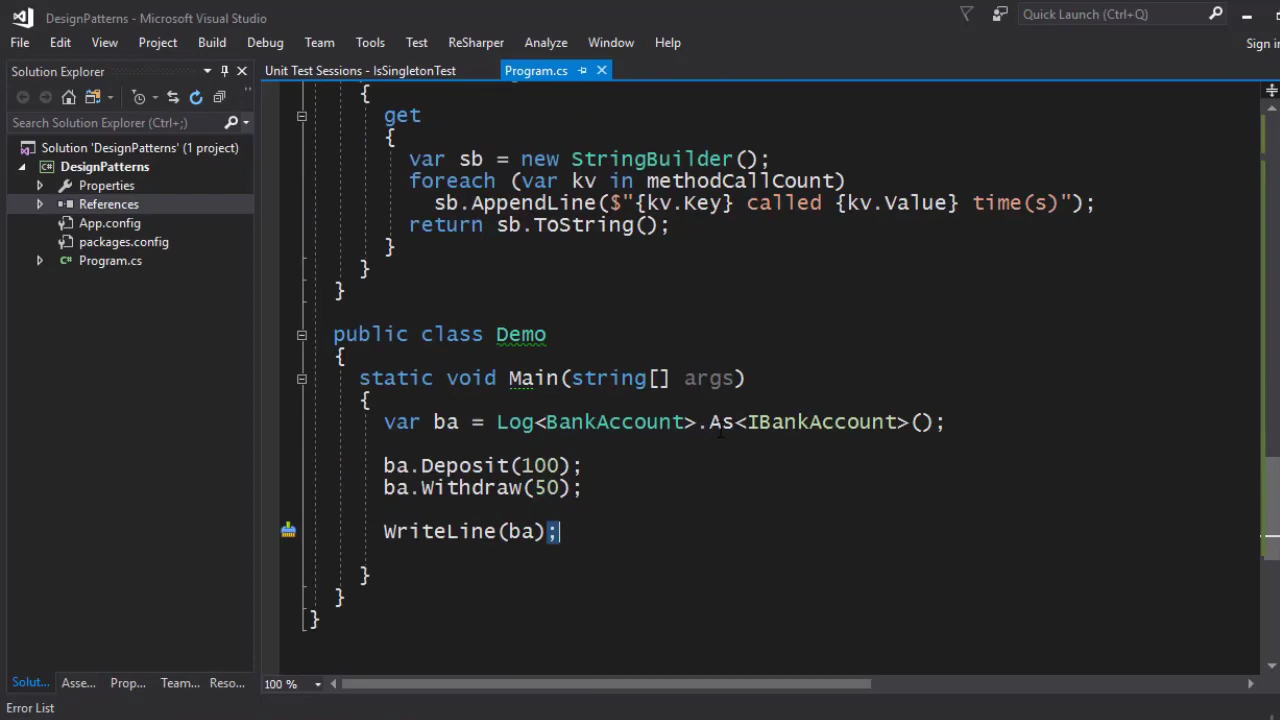 DesignPatterns - Microsoft Visual Studio
Quick Launch (Ctrl+Q)
File Edit View Project Build Debug Team Tools Test ReSharper Analyze Window Help
Sign in
Solution Explorer
Unit Test Sessions - IsSingletonTest
Program.cs
Search Solution Explorer (Ctrl+;)
Solution 'DesignPatterns' (1 project)
DesignPatterns
Properties
References
App.config
packages.config
Program.cs
{
get
{
var sb = new StringBuilder();
foreach (var kv in methodCallCount)
sb.AppendLine($"{kv.Key} called {kv.Value} time(s)");
return sb.ToString();
}
}
}
public class Demo
{
static void Main(string[] args)
{
var ba = Log<BankAccount>.As<IBankAccount>();
ba.Deposit(100);
ba.Withdraw(50);
WriteLine(ba);
}
}
}
Solut... Asse... Prop... Team... Reso...
100 %
Error List